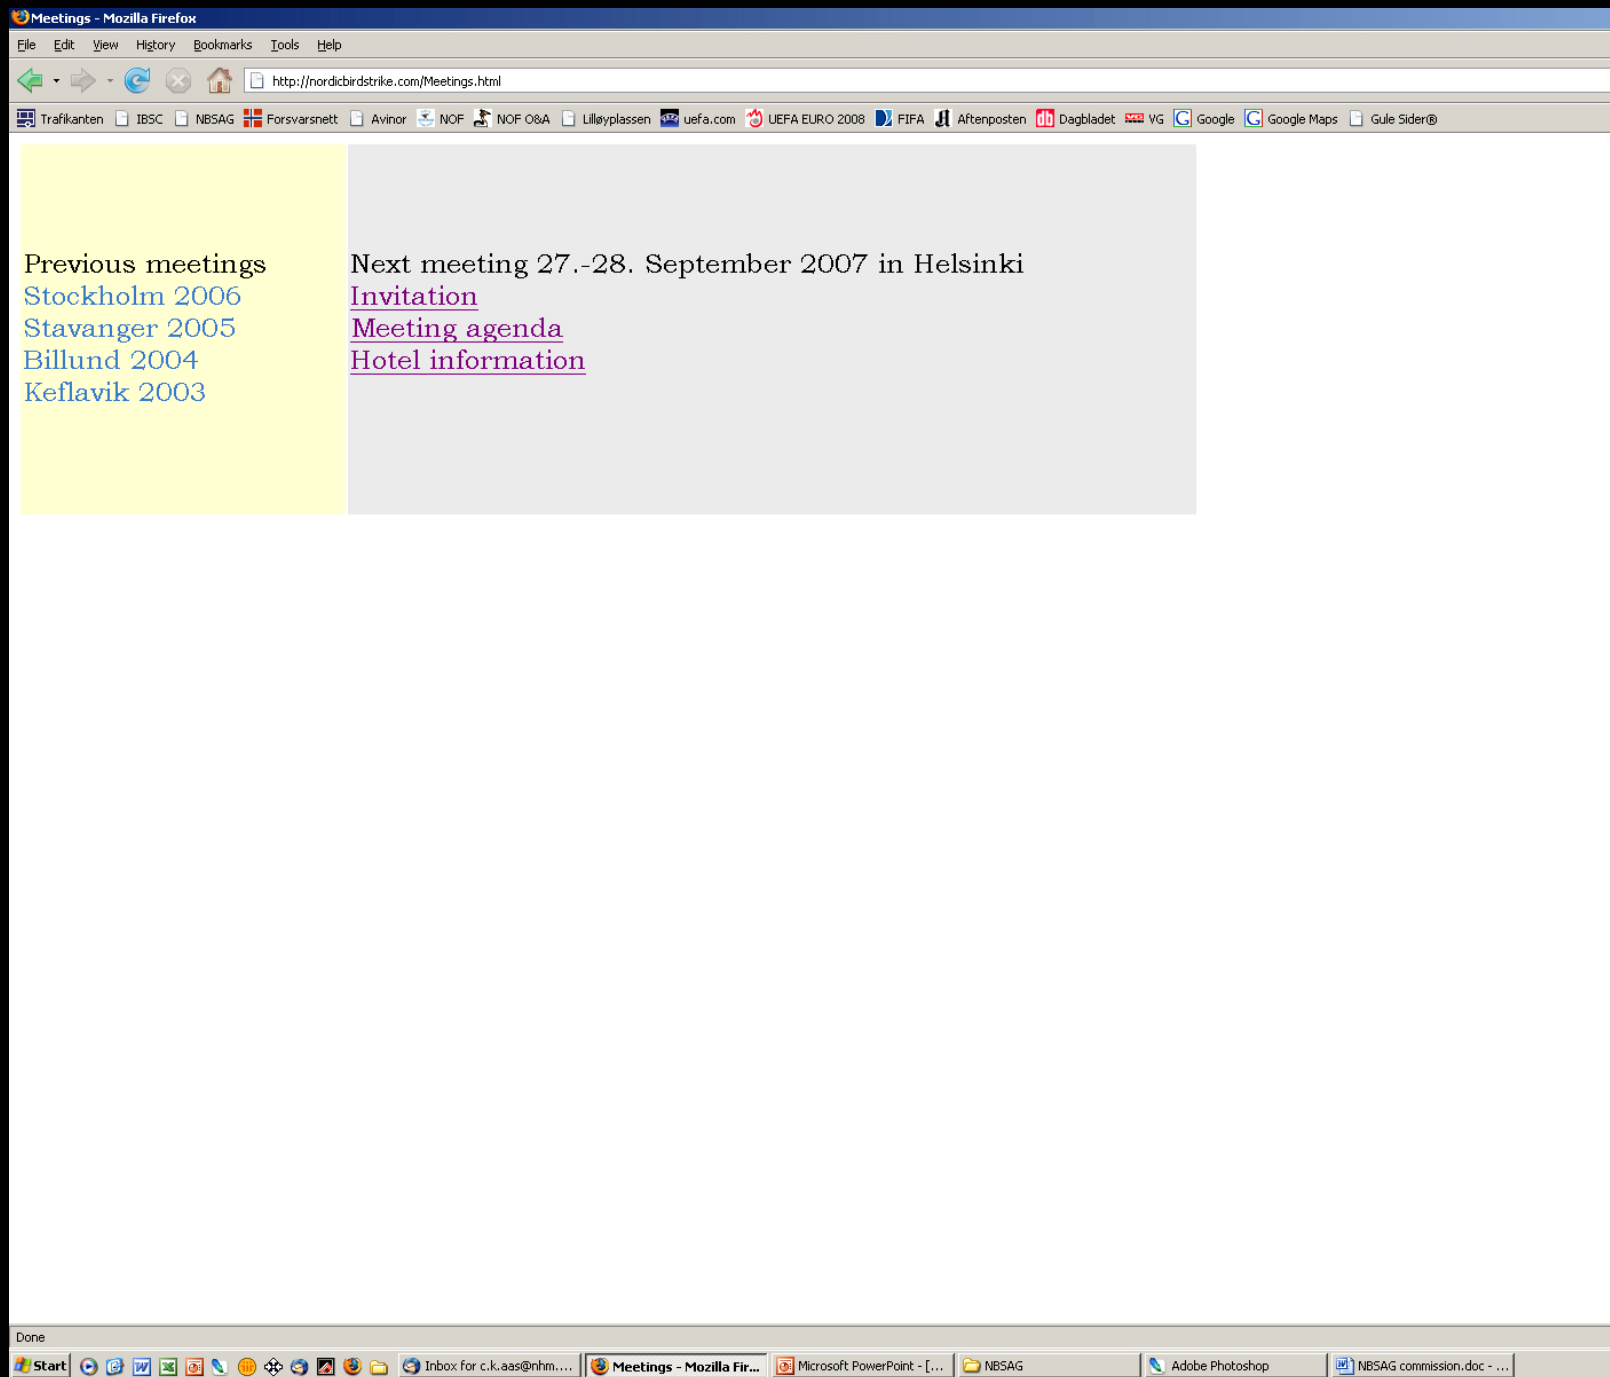 Meetings - Mozilla Firefox
File Edit View History Bookmarks Tools Help
http://nordicbirdstrike.com/Meetings.html
Trafikanten IBSC NBSAG Forsvarsnett Avinor NOF NOF O&A Lilløyplassen uefa.com UEFA EURO 2008 FIFA Aftenposten Dagbladet VG Google Google Maps Gule Sider®
Previous meetings
Stockholm 2006
Stavanger 2005
Billund 2004
Keflavik 2003
Next meeting 27.-28. September 2007 in Helsinki
Invitation
Meeting agenda
Hotel information
Done
Start Inbox for c.k.aas@nhm.... Meetings - Mozilla Fir... Microsoft PowerPoint - [... NBSAG Adobe Photoshop NBSAG commission.doc - ...